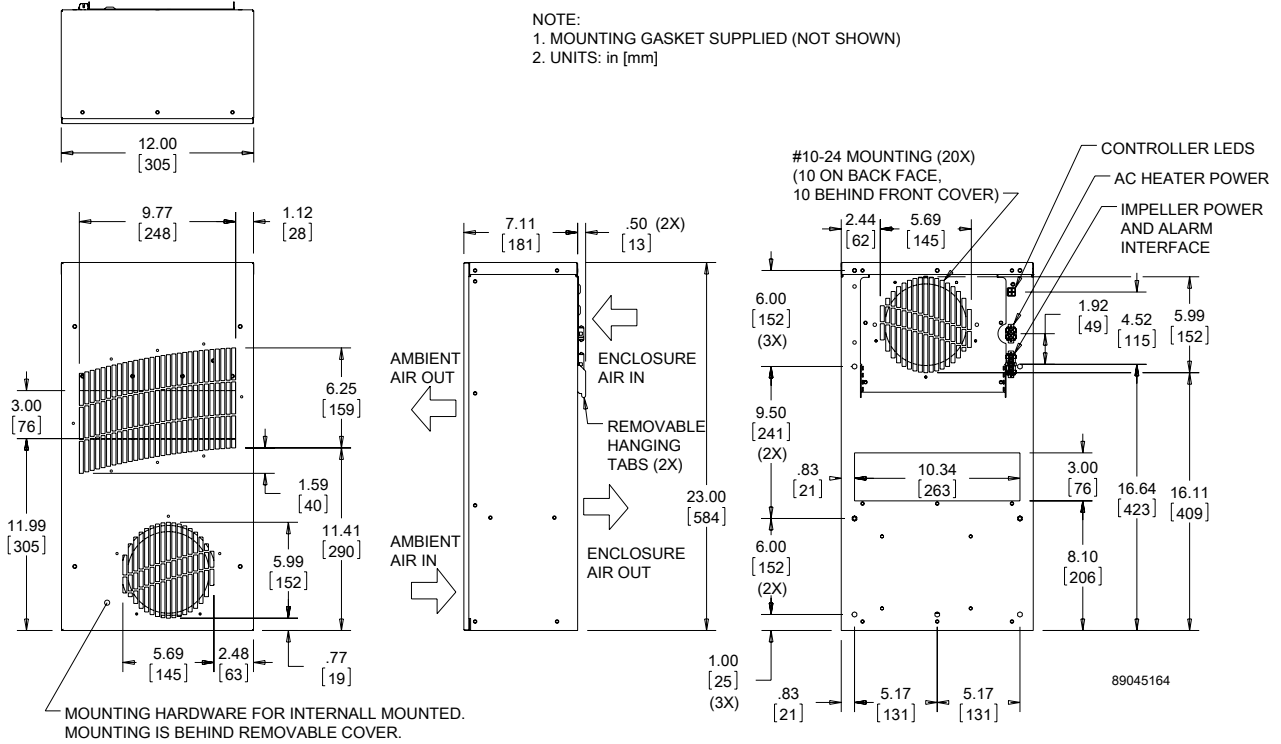 NOTE:
1. MOUNTING GASKET SUPPLIED (NOT SHOWN)
2. UNITS: in [mm]
12.00
[305]
9.77
[248]
1.12
[28]
3.00
[76]
6.25
[159]
1.59
[40]
11.99
[305]
11.41
[290]
5.99
[152]
5.69
[145]
2.48
[63]
.77
[19]
MOUNTING HARDWARE FOR INTERNALL MOUNTED.
MOUNTING IS BEHIND REMOVABLE COVER.
7.11
[181]
.50 (2X)
[13]
AMBIENT
AIR OUT
ENCLOSURE
AIR IN
REMOVABLE
HANGING
TABS (2X)
23.00
[584]
AMBIENT
AIR IN
ENCLOSURE
AIR OUT
#10-24 MOUNTING (20X)
(10 ON BACK FACE,
10 BEHIND FRONT COVER)
CONTROLLER LEDS
AC HEATER POWER
IMPELLER POWER
AND ALARM
INTERFACE
2.44
[62]
5.69
[145]
6.00
[152]
(3X)
1.92
[49]
4.52
[115]
5.99
[152]
9.50
[241]
(2X)
.83
[21]
10.34
[263]
3.00
[76]
16.64
[423]
16.11
[409]
6.00
[152]
(2X)
8.10
[206]
1.00
[25]
(3X)
.83
[21]
5.17
[131]
5.17
[131]
89045164